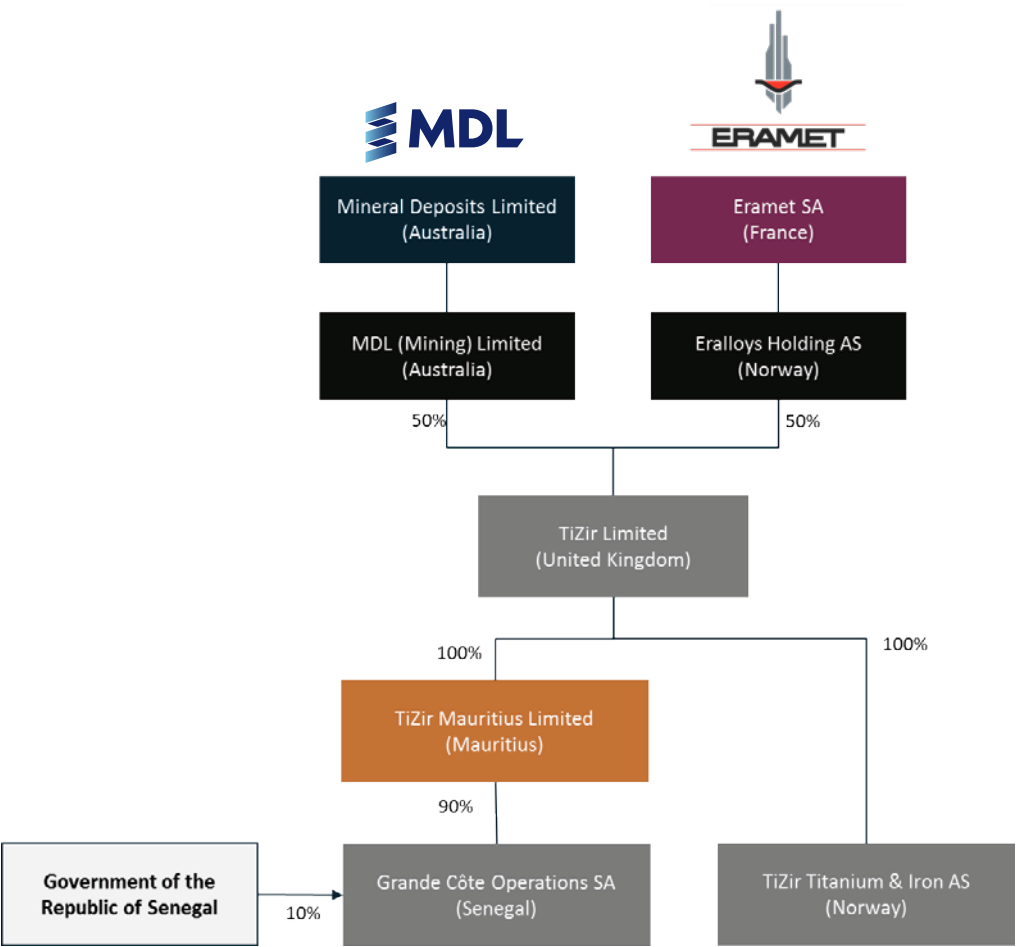 MDL
ERAMET
Mineral Deposits Limited
(Australia)
Eramet SA
(France)
MDL (Mining) Limited
(Australia)
Eralloys Holding AS
(Norway)
50%
50%
TiZir Limited
(United Kingdom)
100%
100%
TiZir Mauritius Limited
(Mauritius)
90%
Government of the
Republic of Senegal
10%
Grande Côte Operations SA
(Senegal)
TiZir Titanium & Iron AS
(Norway)